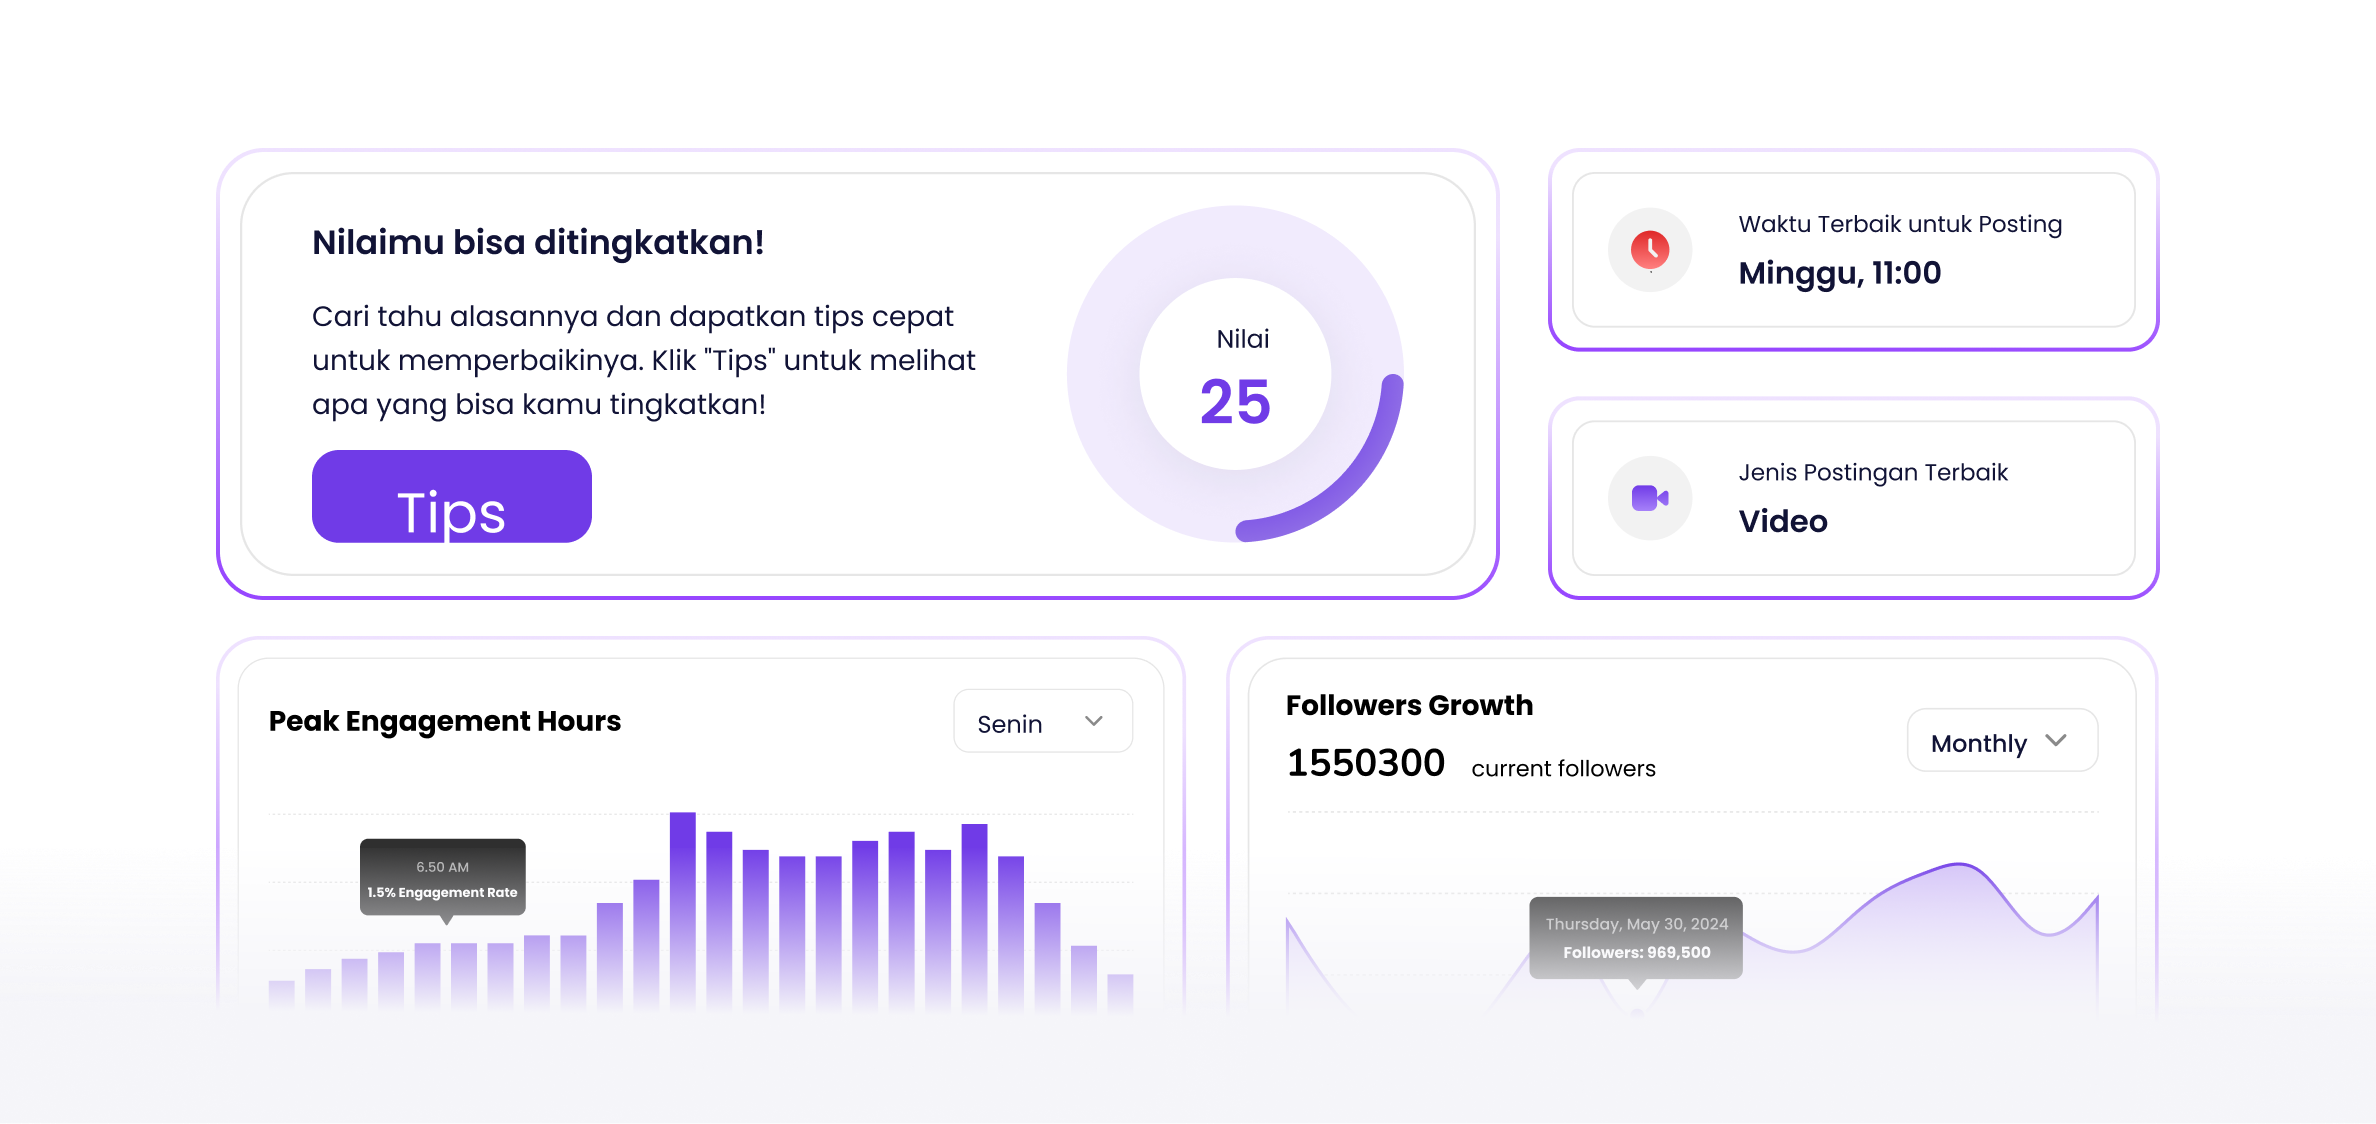 Nilaimu bisa ditingkatkan!
Cari tahu alasannya dan dapatkan tips cepat
untuk memperbaikinya. Klik "Tips" untuk melihat
apa yang bisa kamu tingkatkan!
Tips
Nilai
25
Waktu Terbaik untuk Posting
Minggu, 11:00
Jenis Postingan Terbaik
Video
Peak Engagement Hours
Senin
6.50 AM
1.5% Engagement Rate
Followers Growth
1550300 current followers
Monthly
Thursday, May 30, 2024
Followers: 969,500